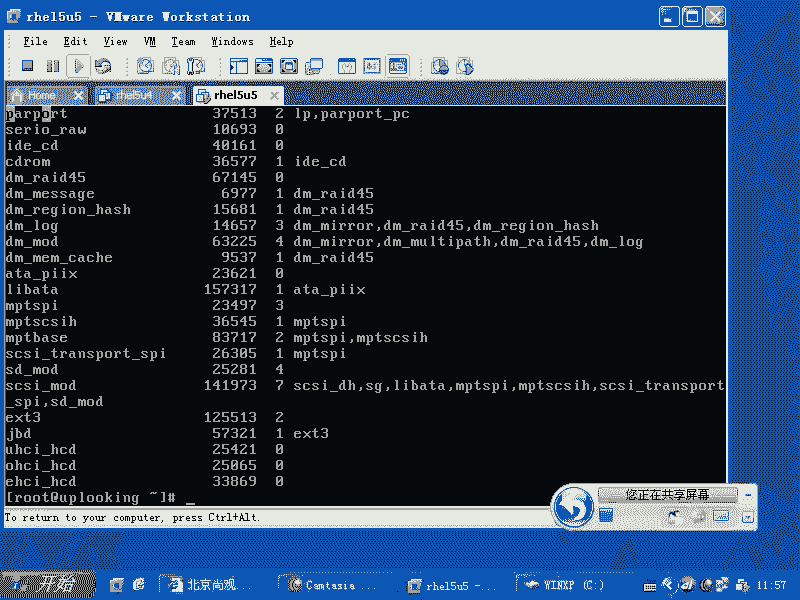 rhel5u5 - VMware Workstation
File Edit View VM Team Windows Help
Home rhel5u4 rhel5u5
parport 37513 2 lp,parport_pc
serio_raw 10693 0
ide_cd 40161 0
cdrom 36577 1 ide_cd
dm_raid45 67145 0
dm_message 6977 1 dm_raid45
dm_region_hash 15681 1 dm_raid45
dm_log 14657 3 dm_mirror,dm_raid45,dm_region_hash
dm_mod 63225 4 dm_mirror,dm_multipath,dm_raid45,dm_log
dm_mem_cache 9537 1 dm_raid45
ata_piix 23621 0
libata 157317 1 ata_piix
mptspi 23497 3
mptscsih 36545 1 mptspi
mptbase 83717 2 mptspi,mptscsih
scsi_transport_spi 26305 1 mptspi
sd_mod 25281 4
scsi_mod 141973 7 scsi_dh,sg,libata,mptspi,mptscsih,scsi_transport
_spi,sd_mod
ext3 125513 2
jbd 57321 1 ext3
uhci_hcd 25421 0
ohci_hcd 25065 0
ehci_hcd 33869 0
[root@uplooking ~]# _
您正在共享屏幕
To return to your computer, press Ctrl+Alt.
开始 北京尚观... Camtasia ... rhel5u5 -... WINXP (C:) 11:57